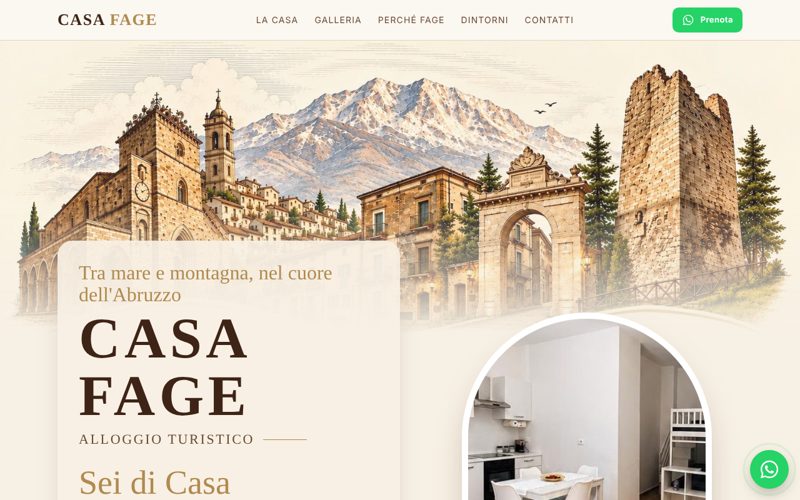 CASA FAGE
LA CASA
GALLERIA
PERCHÉ FAGE
DINTORNI
CONTATTI
Prenota
Tra mare e montagna, nel cuore
dell'Abruzzo
CASA
FAGE
ALLOGGIO TURISTICO
Sei di Casa